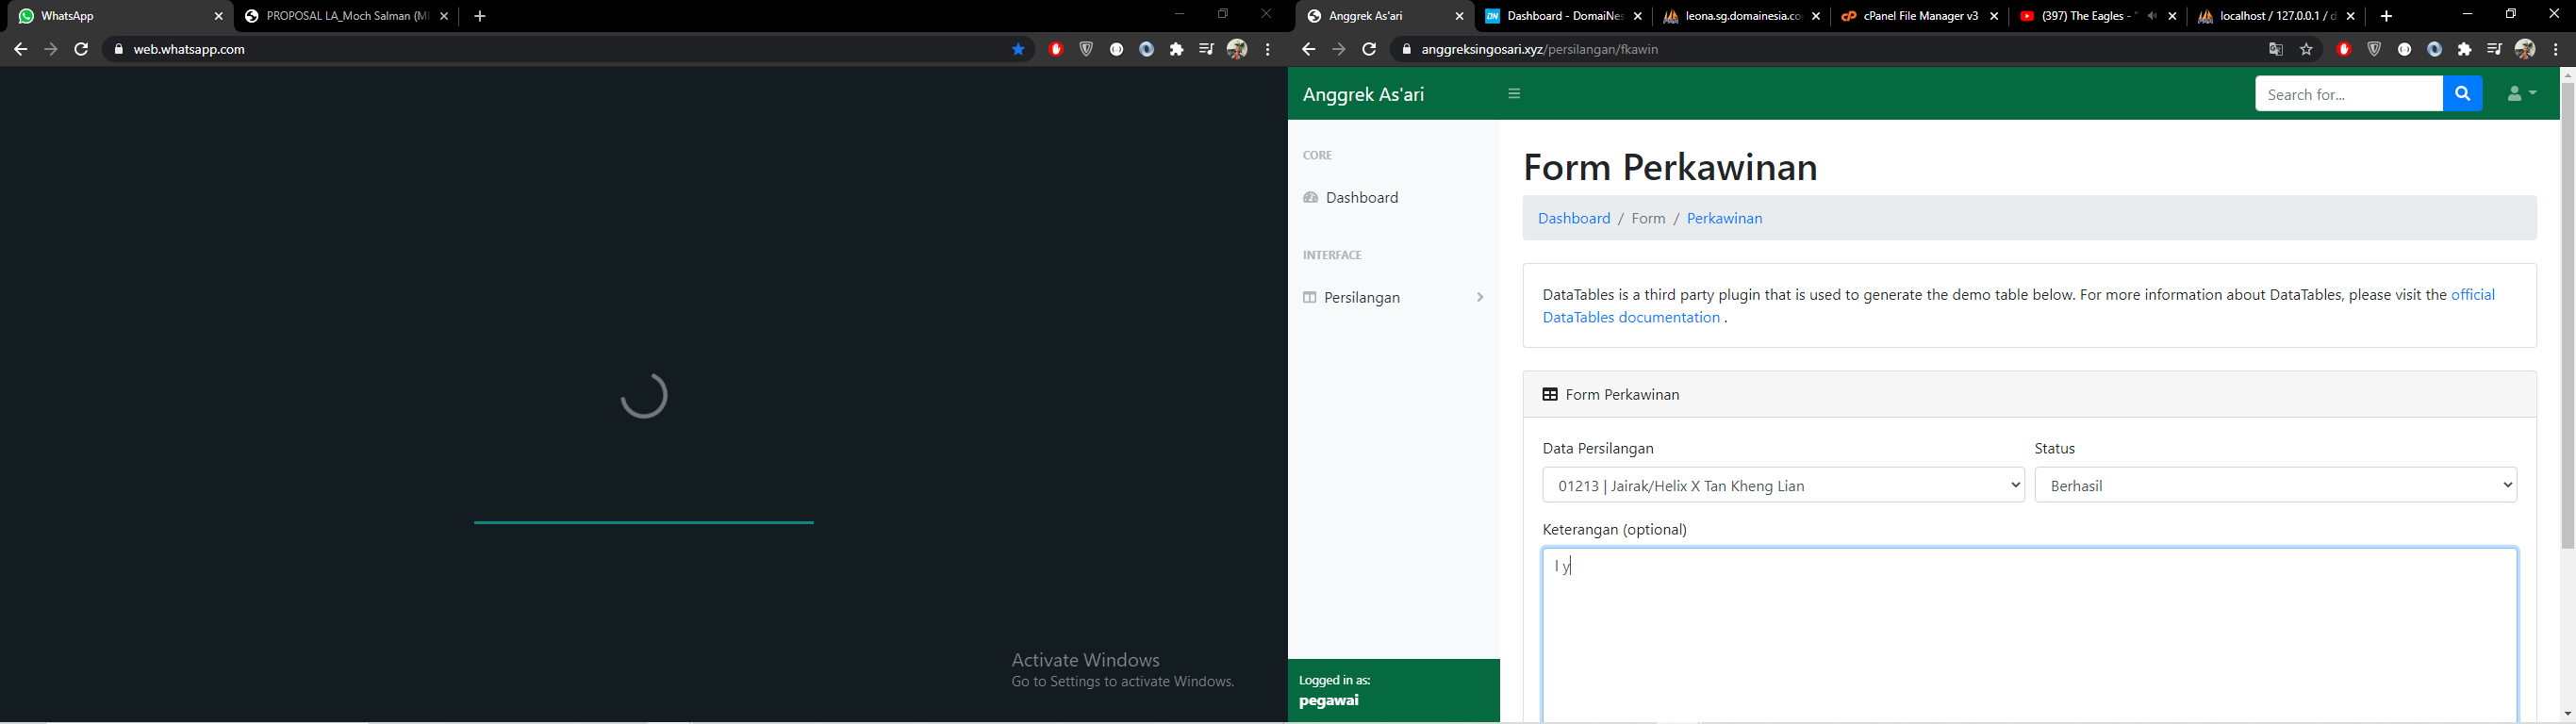 WhatsApp
PROPOSAL LA_Moch Salman (MI
web.whatsapp.com
Activate Windows
Go to Settings to activate Windows.
Anggrek As'ari
Dashboard - DomaiNes
leona.sg.domainesia.co
cPanel File Manager v3
(397) The Eagles - "
localhost / 127.0.0.1 / d
anggreksingosari.xyz/persilangan/fkawin
Anggrek As'ari
Search for...
CORE
Dashboard
INTERFACE
Persilangan
Logged in as:
pegawai
Form Perkawinan
Dashboard / Form / Perkawinan
DataTables is a third party plugin that is used to generate the demo table below. For more information about DataTables, please visit the official
DataTables documentation .
Form Perkawinan
Data Persilangan
Status
01213 | Jairak/Helix X Tan Kheng Lian
Berhasil
Keterangan (optional)
l y